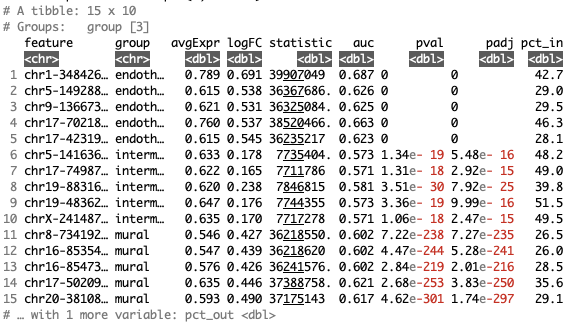 # A tibble: 15 x 10
# Groups: group [3]
feature group avgExpr logFC statistic auc pval padj pct_in
<chr> <chr> <dbl> <dbl> <dbl> <dbl> <dbl> <dbl> <dbl>
1 chr1-348426… endoth… 0.789 0.691 39907049 0.687 0 0 42.7
2 chr5-149288… endoth… 0.615 0.538 36367686. 0.626 0 0 29.0
3 chr9-136673… endoth… 0.621 0.531 36325084. 0.625 0 0 29.5
4 chr17-70218… endoth… 0.760 0.537 38520466. 0.663 0 0 46.3
5 chr17-42319… endoth… 0.615 0.545 36235217 0.623 0 0 28.1
6 chr5-141636… interm… 0.633 0.178 7735404. 0.573 1.34e- 19 5.48e- 16 48.2
7 chr17-74987… interm… 0.622 0.165 7711786 0.571 1.31e- 18 2.92e- 15 49.0
8 chr19-88316… interm… 0.620 0.238 7846815 0.581 3.51e- 30 7.92e- 25 39.8
9 chr19-48362… interm… 0.647 0.176 7744355 0.573 3.36e- 19 9.99e- 16 51.5
10 chrX-241487… interm… 0.635 0.170 7717278 0.571 1.06e- 18 2.47e- 15 49.5
11 chr8-734192… mural 0.546 0.427 36218550. 0.602 7.22e-238 7.27e-235 26.5
12 chr16-85354… mural 0.547 0.439 36218620 0.602 4.47e-244 5.28e-241 26.0
13 chr16-85473… mural 0.576 0.426 36241576. 0.602 2.84e-219 2.01e-216 28.5
14 chr17-50209… mural 0.635 0.466 37388758. 0.621 2.68e-253 3.83e-250 35.6
15 chr20-38108… mural 0.593 0.490 37175143 0.617 4.62e-301 1.74e-297 29.1
# … with 1 more variable: pct_out <dbl>